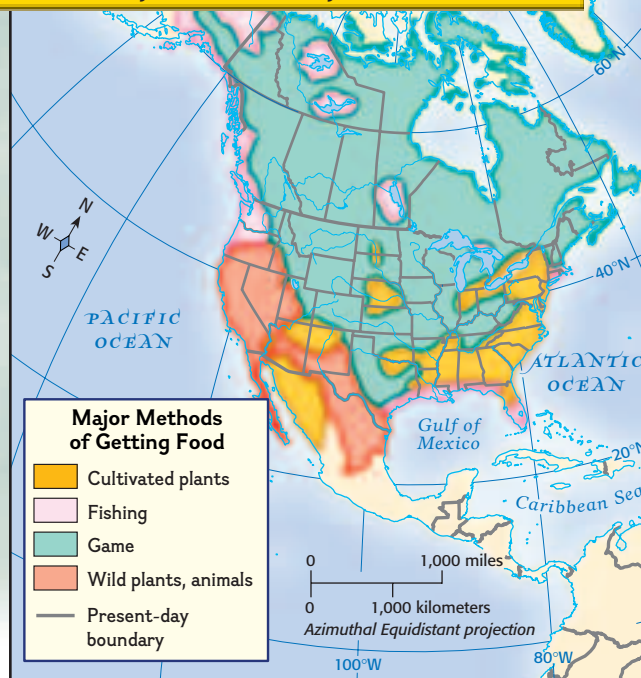 60°N
N
W
E
S
40°N
PACIFIC
OCEAN
ATLANTIC
OCEAN
Gulf of
Mexico
20°N
Caribbean Sea
Major Methods
of Getting Food
Cultivated plants
Fishing
Game
Wild plants, animals
Present-day
boundary
0 1,000 miles
0 1,000 kilometers
Azimuthal Equidistant projection
100°W
80°W